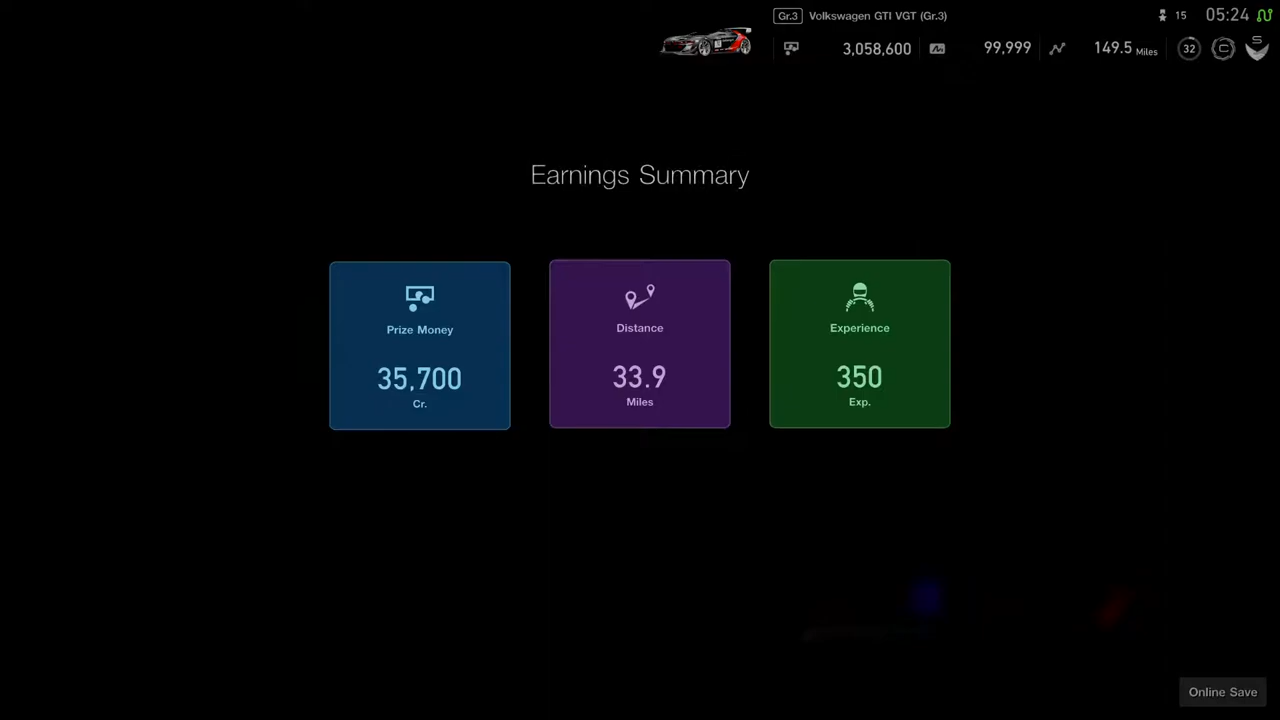 Gr.3 Volkswagen GTI VGT (Gr.3) 15 05:24
3,058,600 99,999 149.5 Miles 32 C S
Earnings Summary
Prize Money
35,700
Cr.
Distance
33.9
Miles
Experience
350
Exp.
Online Save